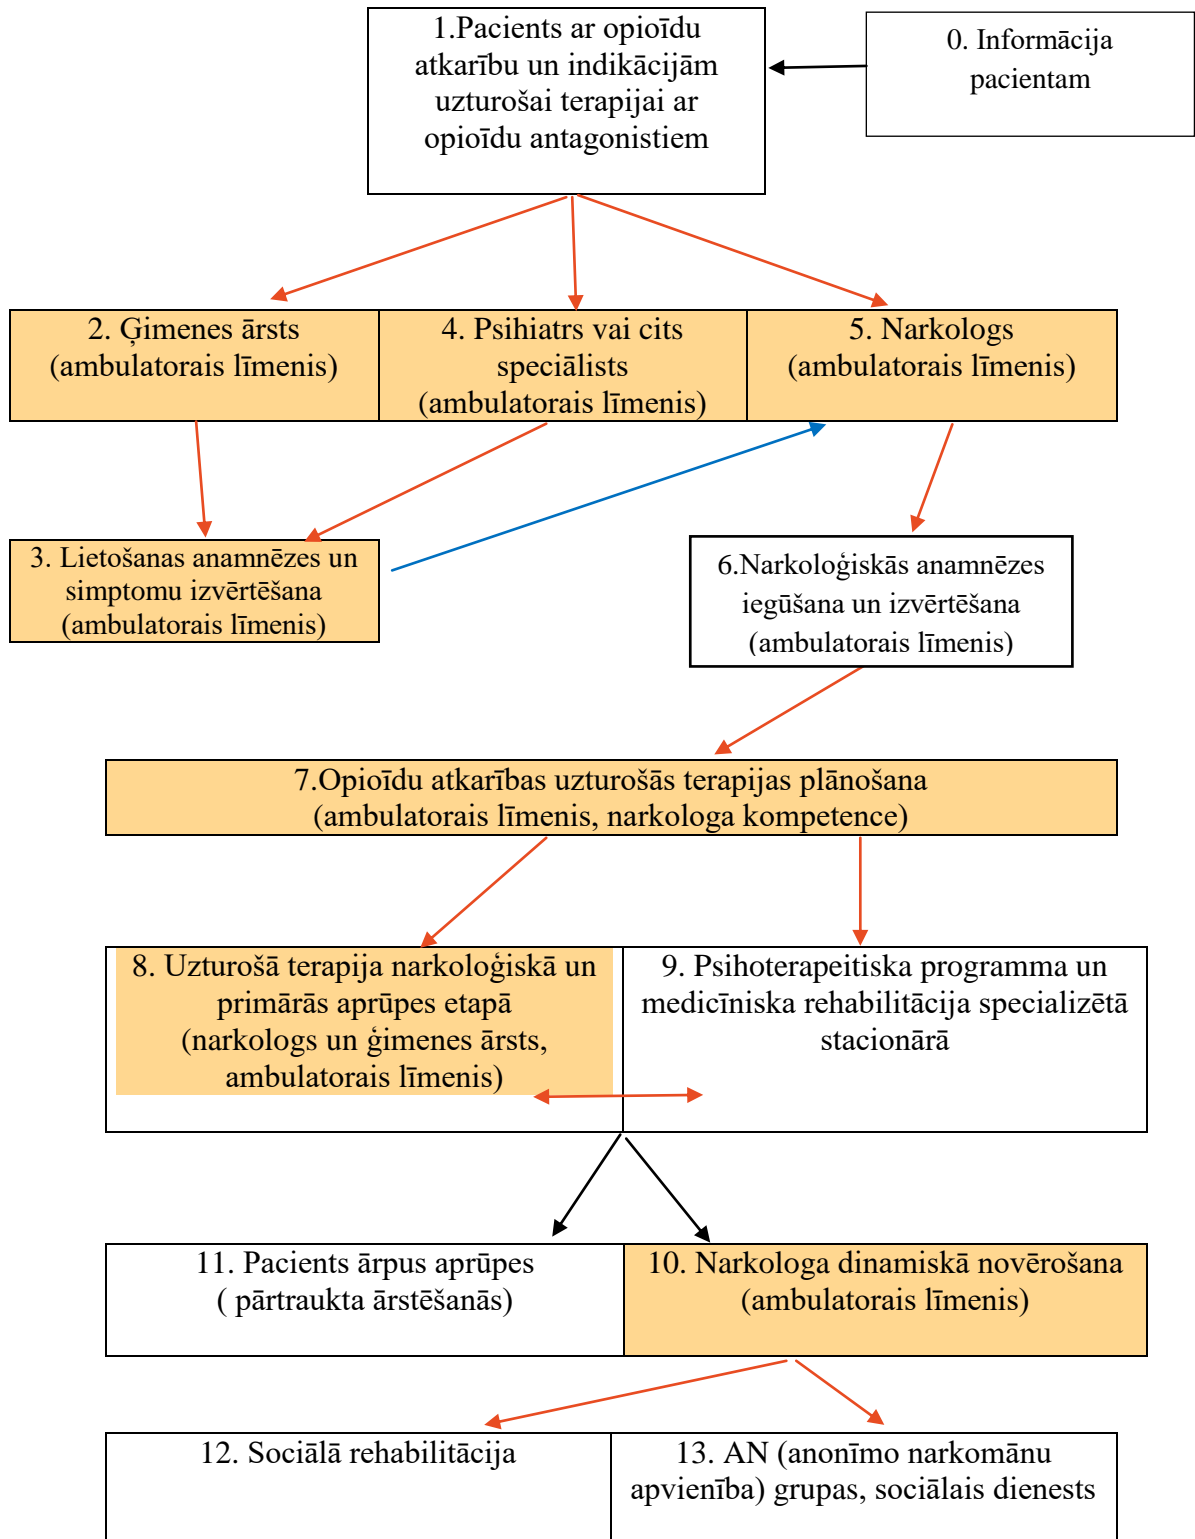 1.Pacients ar opioīdu
atkarību un indikācijām
uzturošai terapijai ar
opioīdu antagonistiem
0. Informācija
pacientam
2. Ģimenes ārsts
(ambulatorais līmenis)
4. Psihiatrs vai cits
speciālists
(ambulatorais līmenis)
5. Narkologs
(ambulatorais līmenis)
3. Lietošanas anamnēzes un
simptomu izvērtēšana
(ambulatorais līmenis)
6.Narkoloģiskās anamnēzes
iegūšana un izvērtēšana
(ambulatorais līmenis)
7.Opioīdu atkarības uzturošās terapijas plānošana
(ambulatorais līmenis, narkologa kompetence)
8. Uzturošā terapija narkoloģiskā un
primārās aprūpes etapā
(narkologs un ģimenes ārsts,
ambulatorais līmenis)
9. Psihoterapeitiska programma un
medicīniska rehabilitācija specializētā
stacionārā
11. Pacients ārpus aprūpes
( pārtraukta ārstēšanās)
10. Narkologa dinamiskā novērošana
(ambulatorais līmenis)
12. Sociālā rehabilitācija
13. AN (anonīmo narkomānu
apvienība) grupas, sociālais dienests